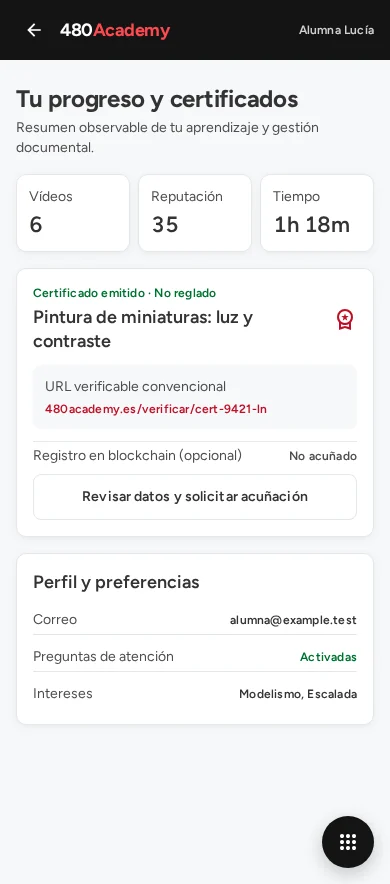 480Academy
Alumna Lucía
Tu progreso y certificados
Resumen observable de tu aprendizaje y gestión
documental.
Vídeos
6
Reputación
35
Tiempo
1h 18m
Certificado emitido · No reglado
Pintura de miniaturas: luz y
contraste
URL verificable convencional
480academy.es/verificar/cert-9421-ln
Registro en blockchain (opcional)
No acuñado
Revisar datos y solicitar acuñación
Perfil y preferencias
Correo
alumna@example.test
Preguntas de atención
Activadas
Intereses
Modelismo, Escalada